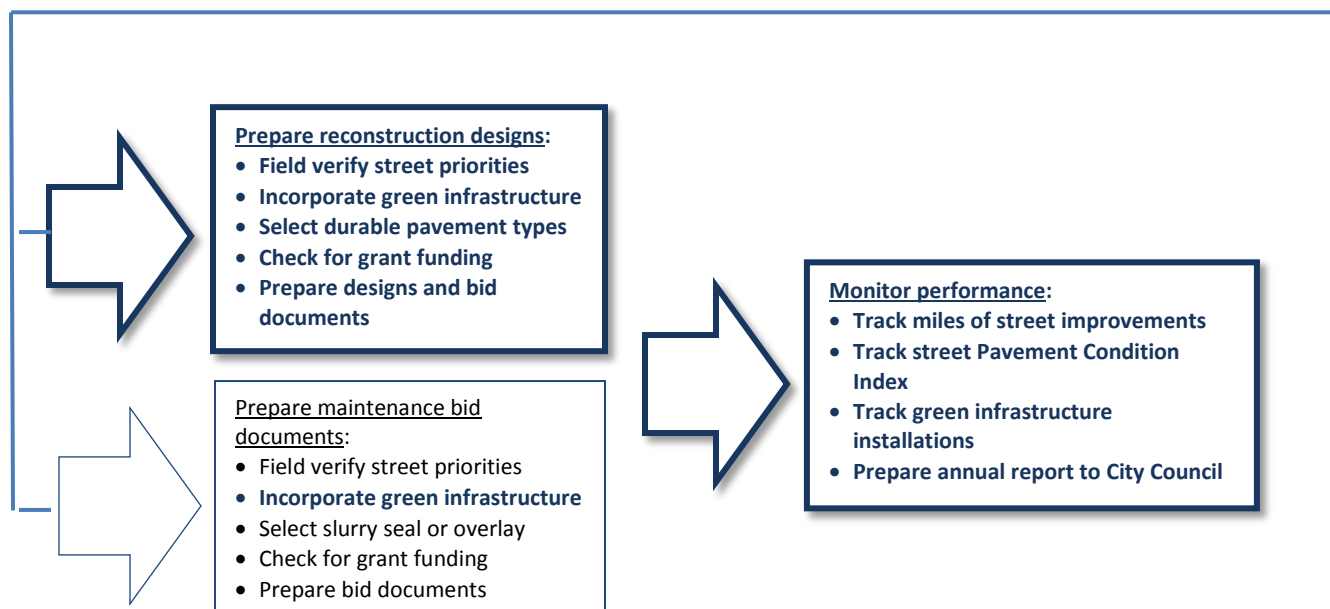 Prepare reconstruction designs:
• Field verify street priorities
• Incorporate green infrastructure
• Select durable pavement types
• Check for grant funding
• Prepare designs and bid
documents
Prepare maintenance bid
documents:
• Field verify street priorities
• Incorporate green infrastructure
• Select slurry seal or overlay
• Check for grant funding
• Prepare bid documents
Monitor performance:
• Track miles of street improvements
• Track street Pavement Condition
Index
• Track green infrastructure
installations
• Prepare annual report to City Council